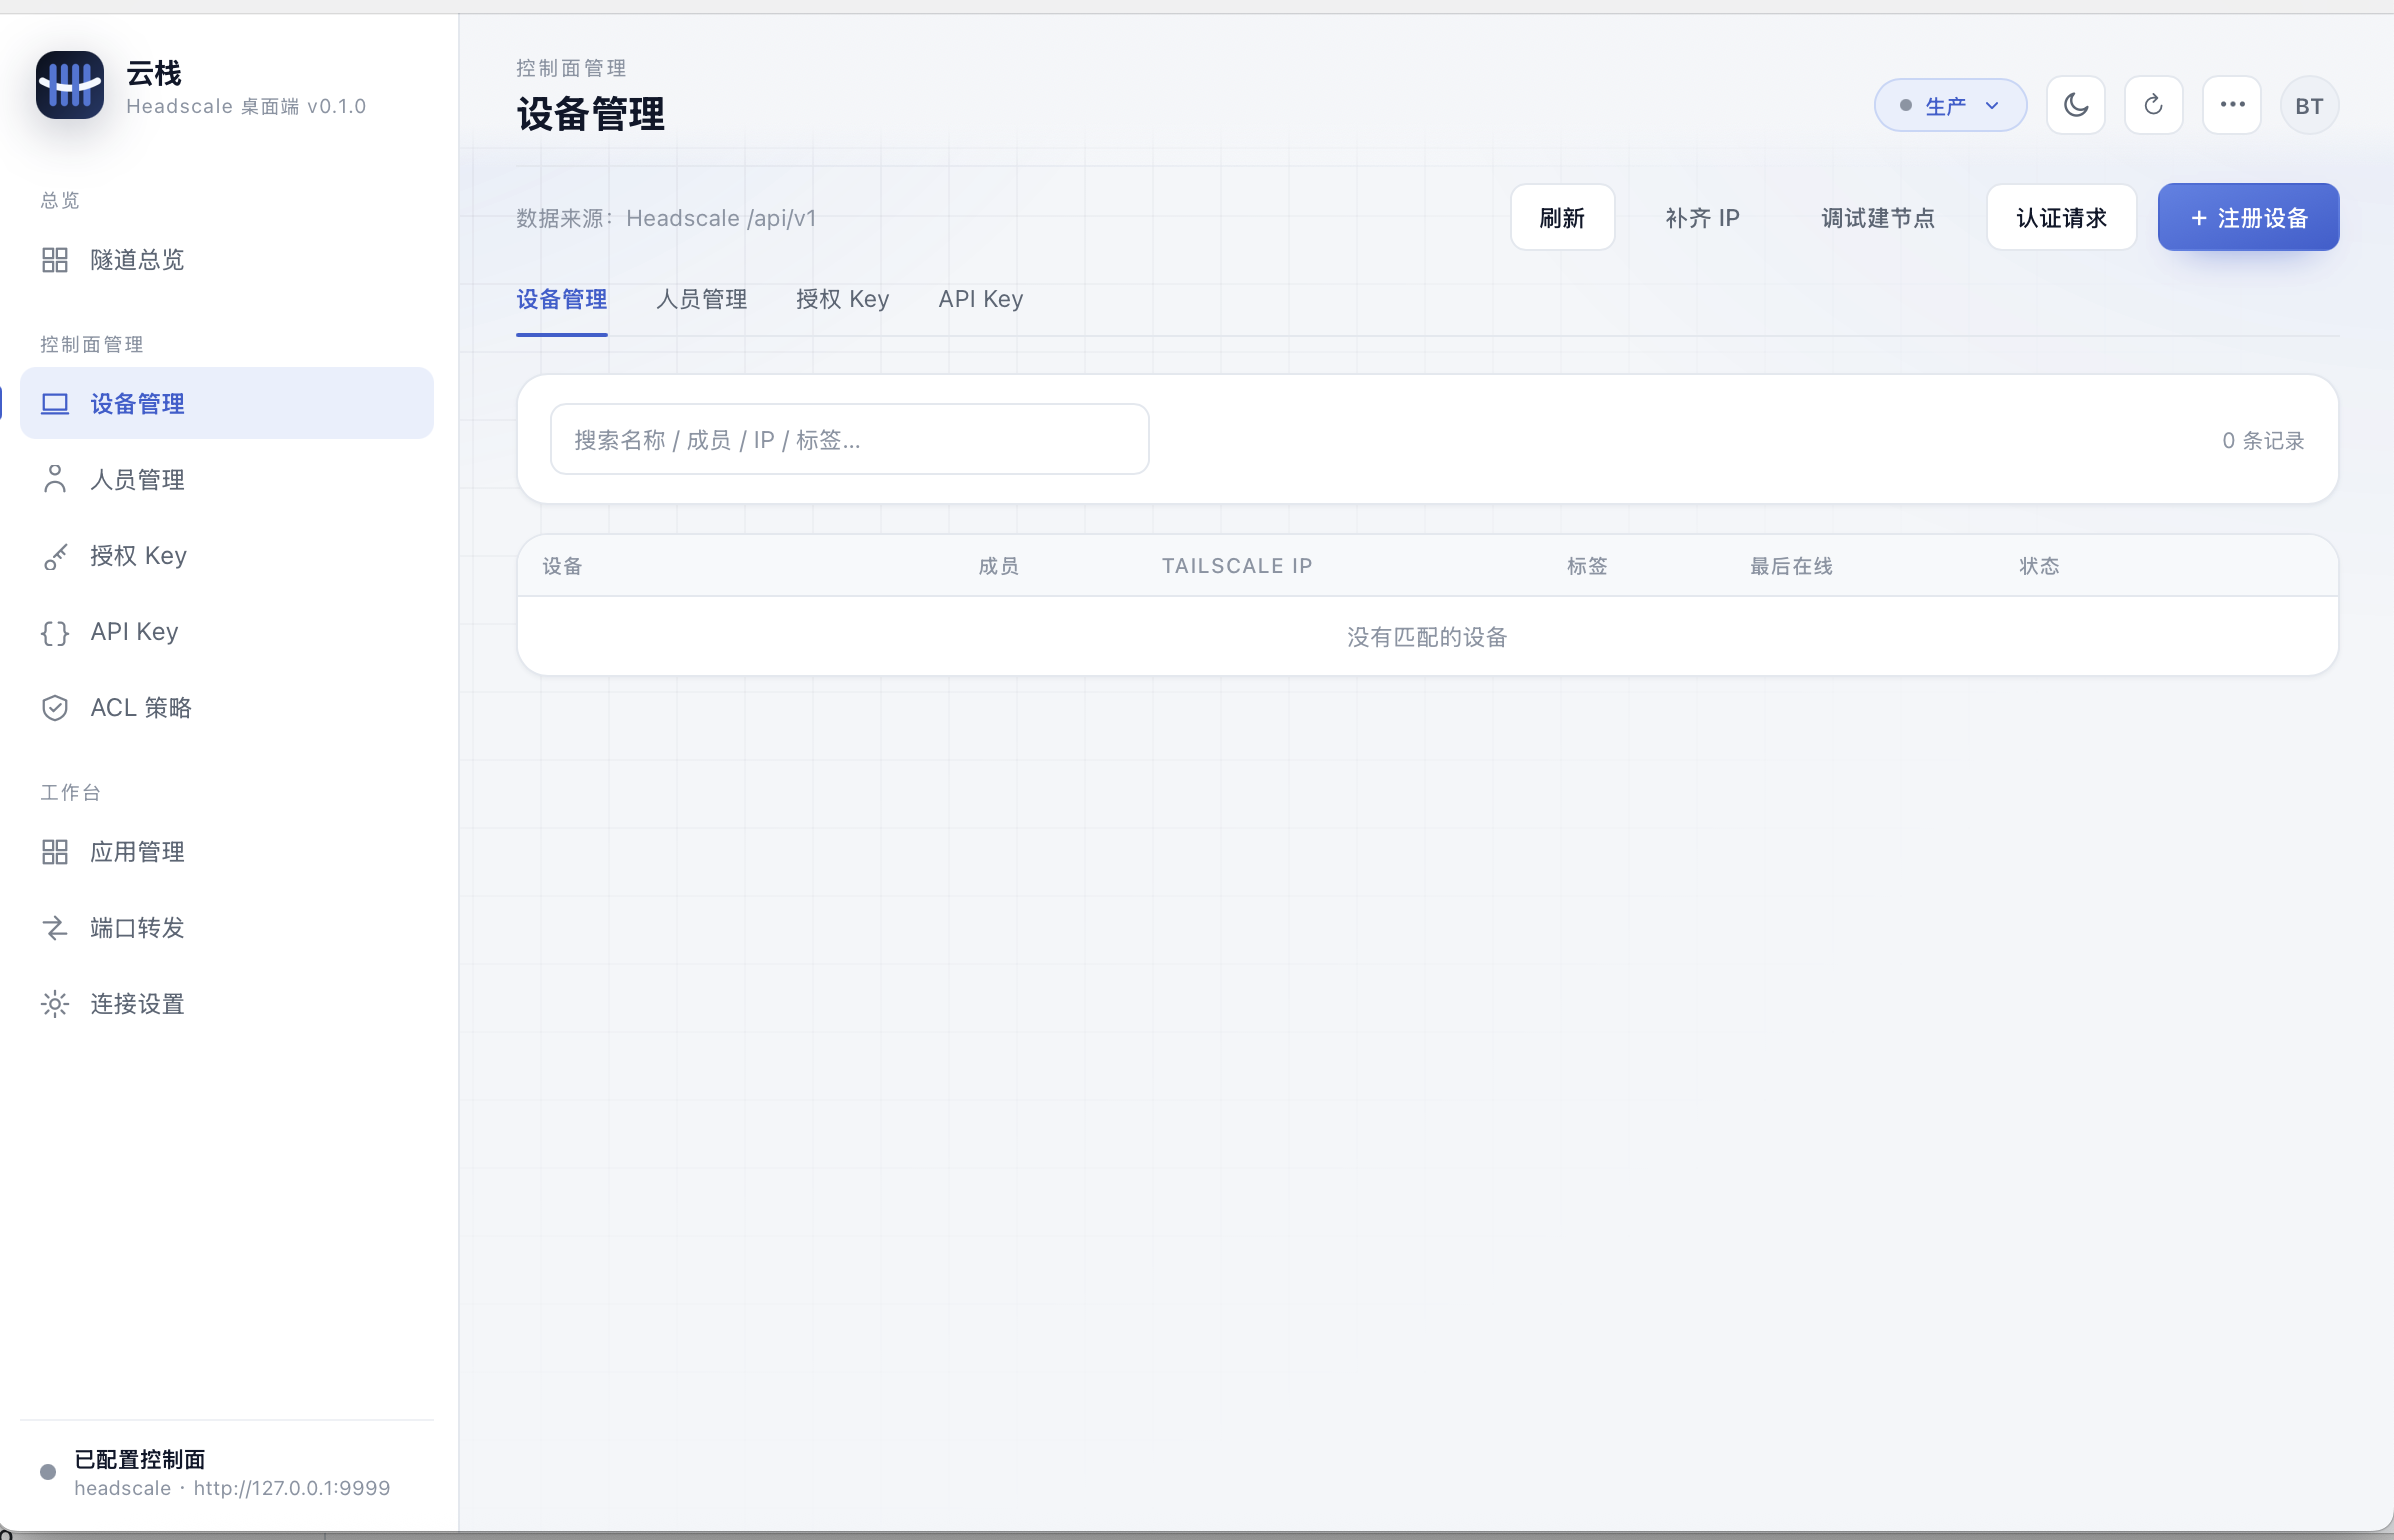 云栈
Headscale 桌面端 v0.1.0
总览
隧道总览
控制面管理
设备管理
人员管理
授权 Key
API Key
ACL 策略
工作台
应用管理
端口转发
连接设置
已配置控制面
headscale · http://127.0.0.1:9999
控制面管理
设备管理
生产
BT
数据来源：Headscale /api/v1
刷新 补齐 IP 调试建节点 认证请求 + 注册设备
设备管理 人员管理 授权 Key API Key
搜索名称 / 成员 / IP / 标签...
0 条记录
设备 成员 TAILSCALE IP 标签 最后在线 状态
没有匹配的设备